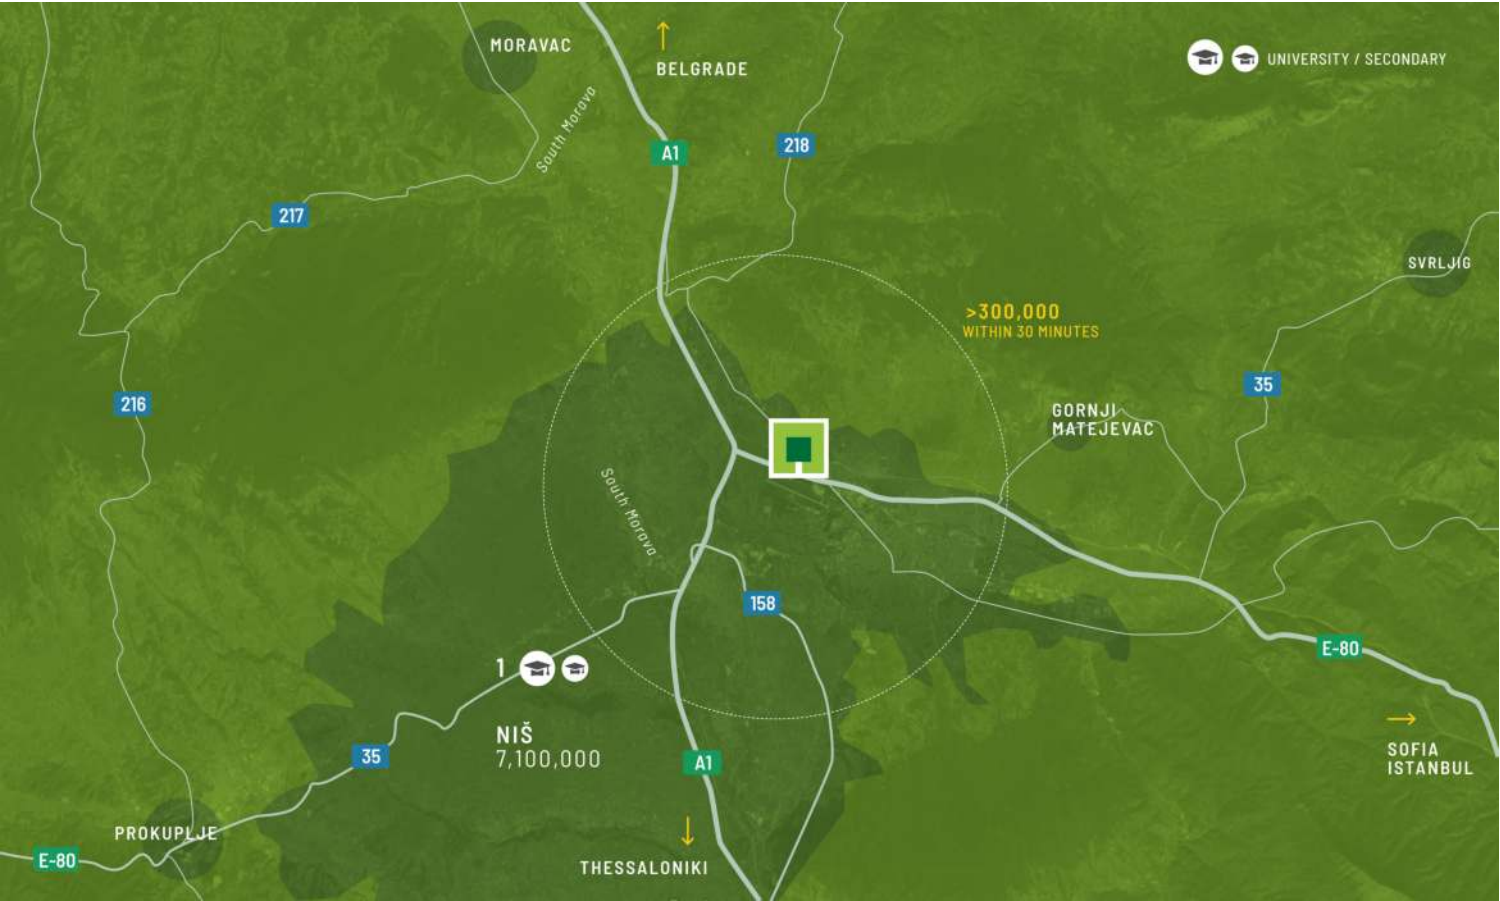 MORAVAC
BELGRADE
UNIVERSITY / SECONDARY
South Morava
A1
218
217
SVRLJIG
>300,000
WITHIN 30 MINUTES
35
216
GORNJI
MATEJEVAC
South Morava
158
E-80
1
NIŠ
7,100,000
35
A1
SOFIA
ISTANBUL
PROKUPLJE
E-80
THESSALONIKI